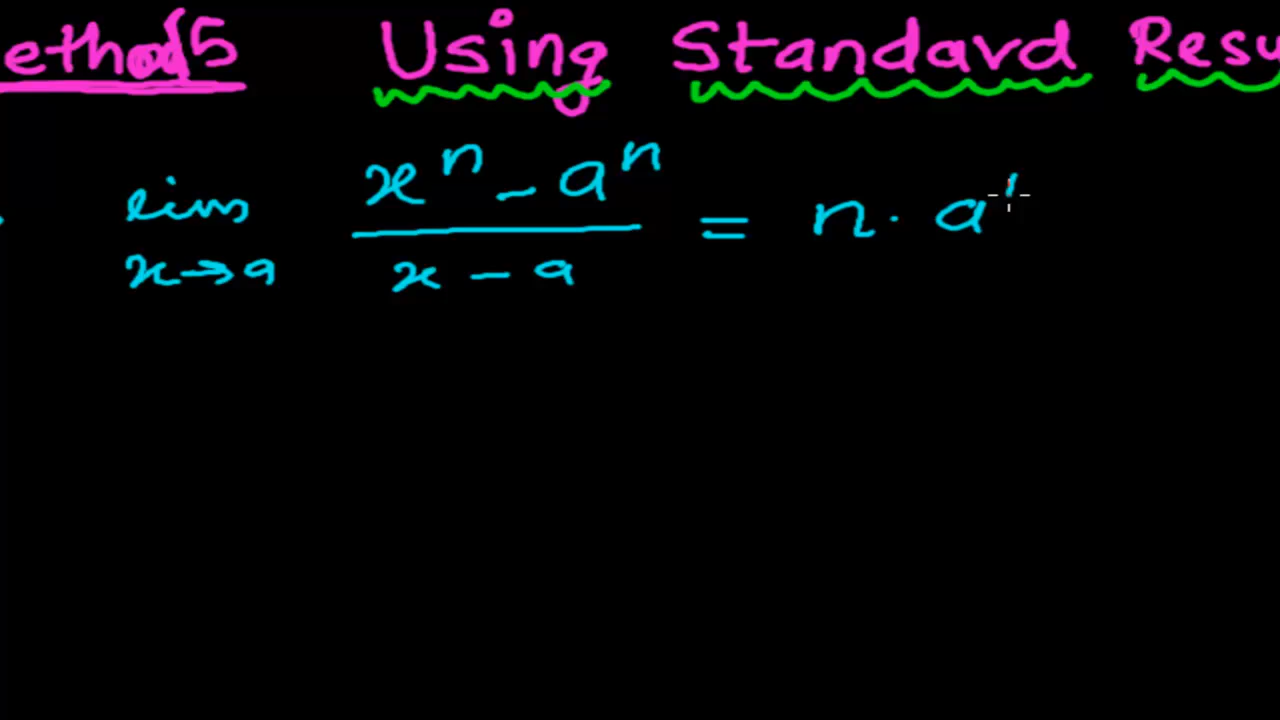 ethod 5 Using Standard Resu
lim x→a (x^n - a^n)/(x - a) = n · a